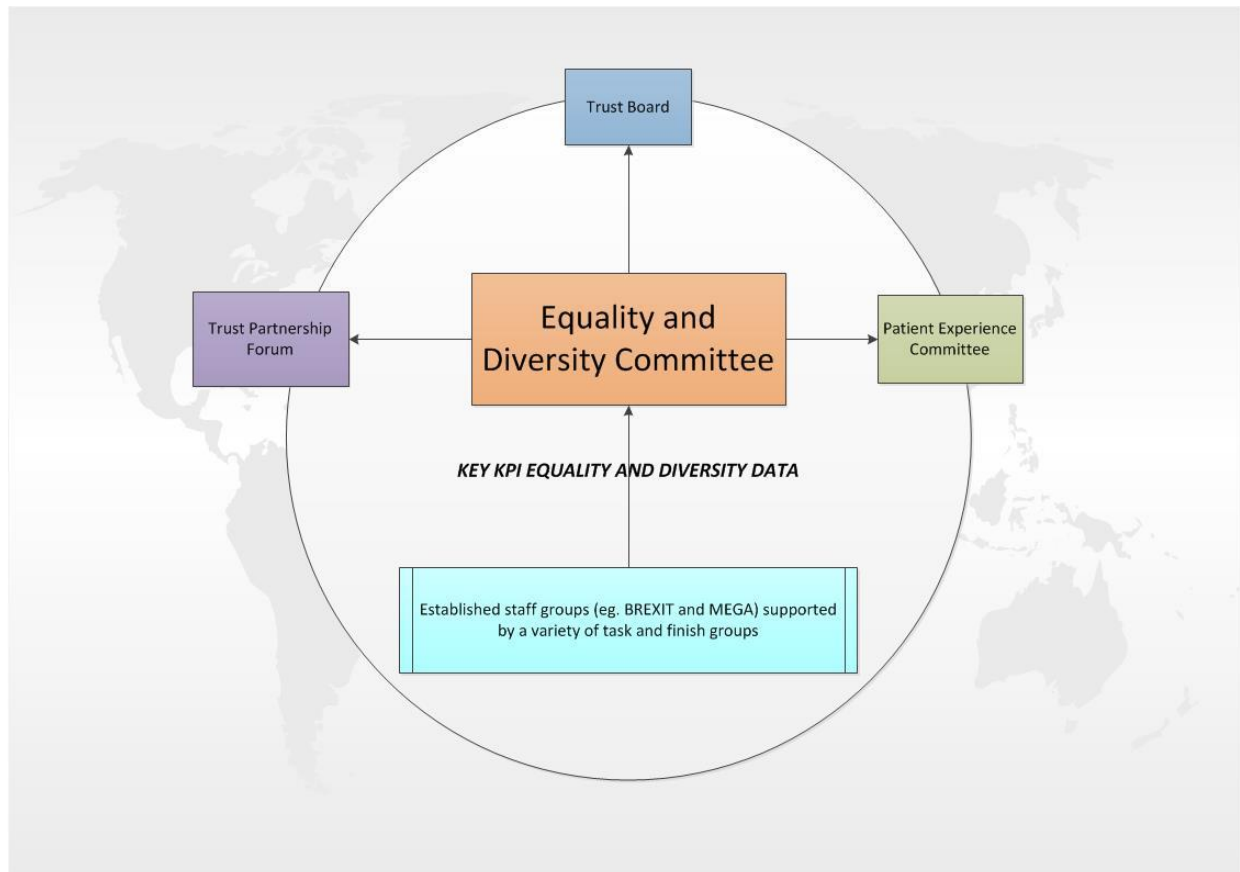 Trust Board
Trust Partnership
Forum
Equality and
Diversity Committee
Patient Experience
Committee
KEY KPI EQUALITY AND DIVERSITY DATA
Established staff groups (eg. BREXIT and MEGA) supported
by a variety of task and finish groups